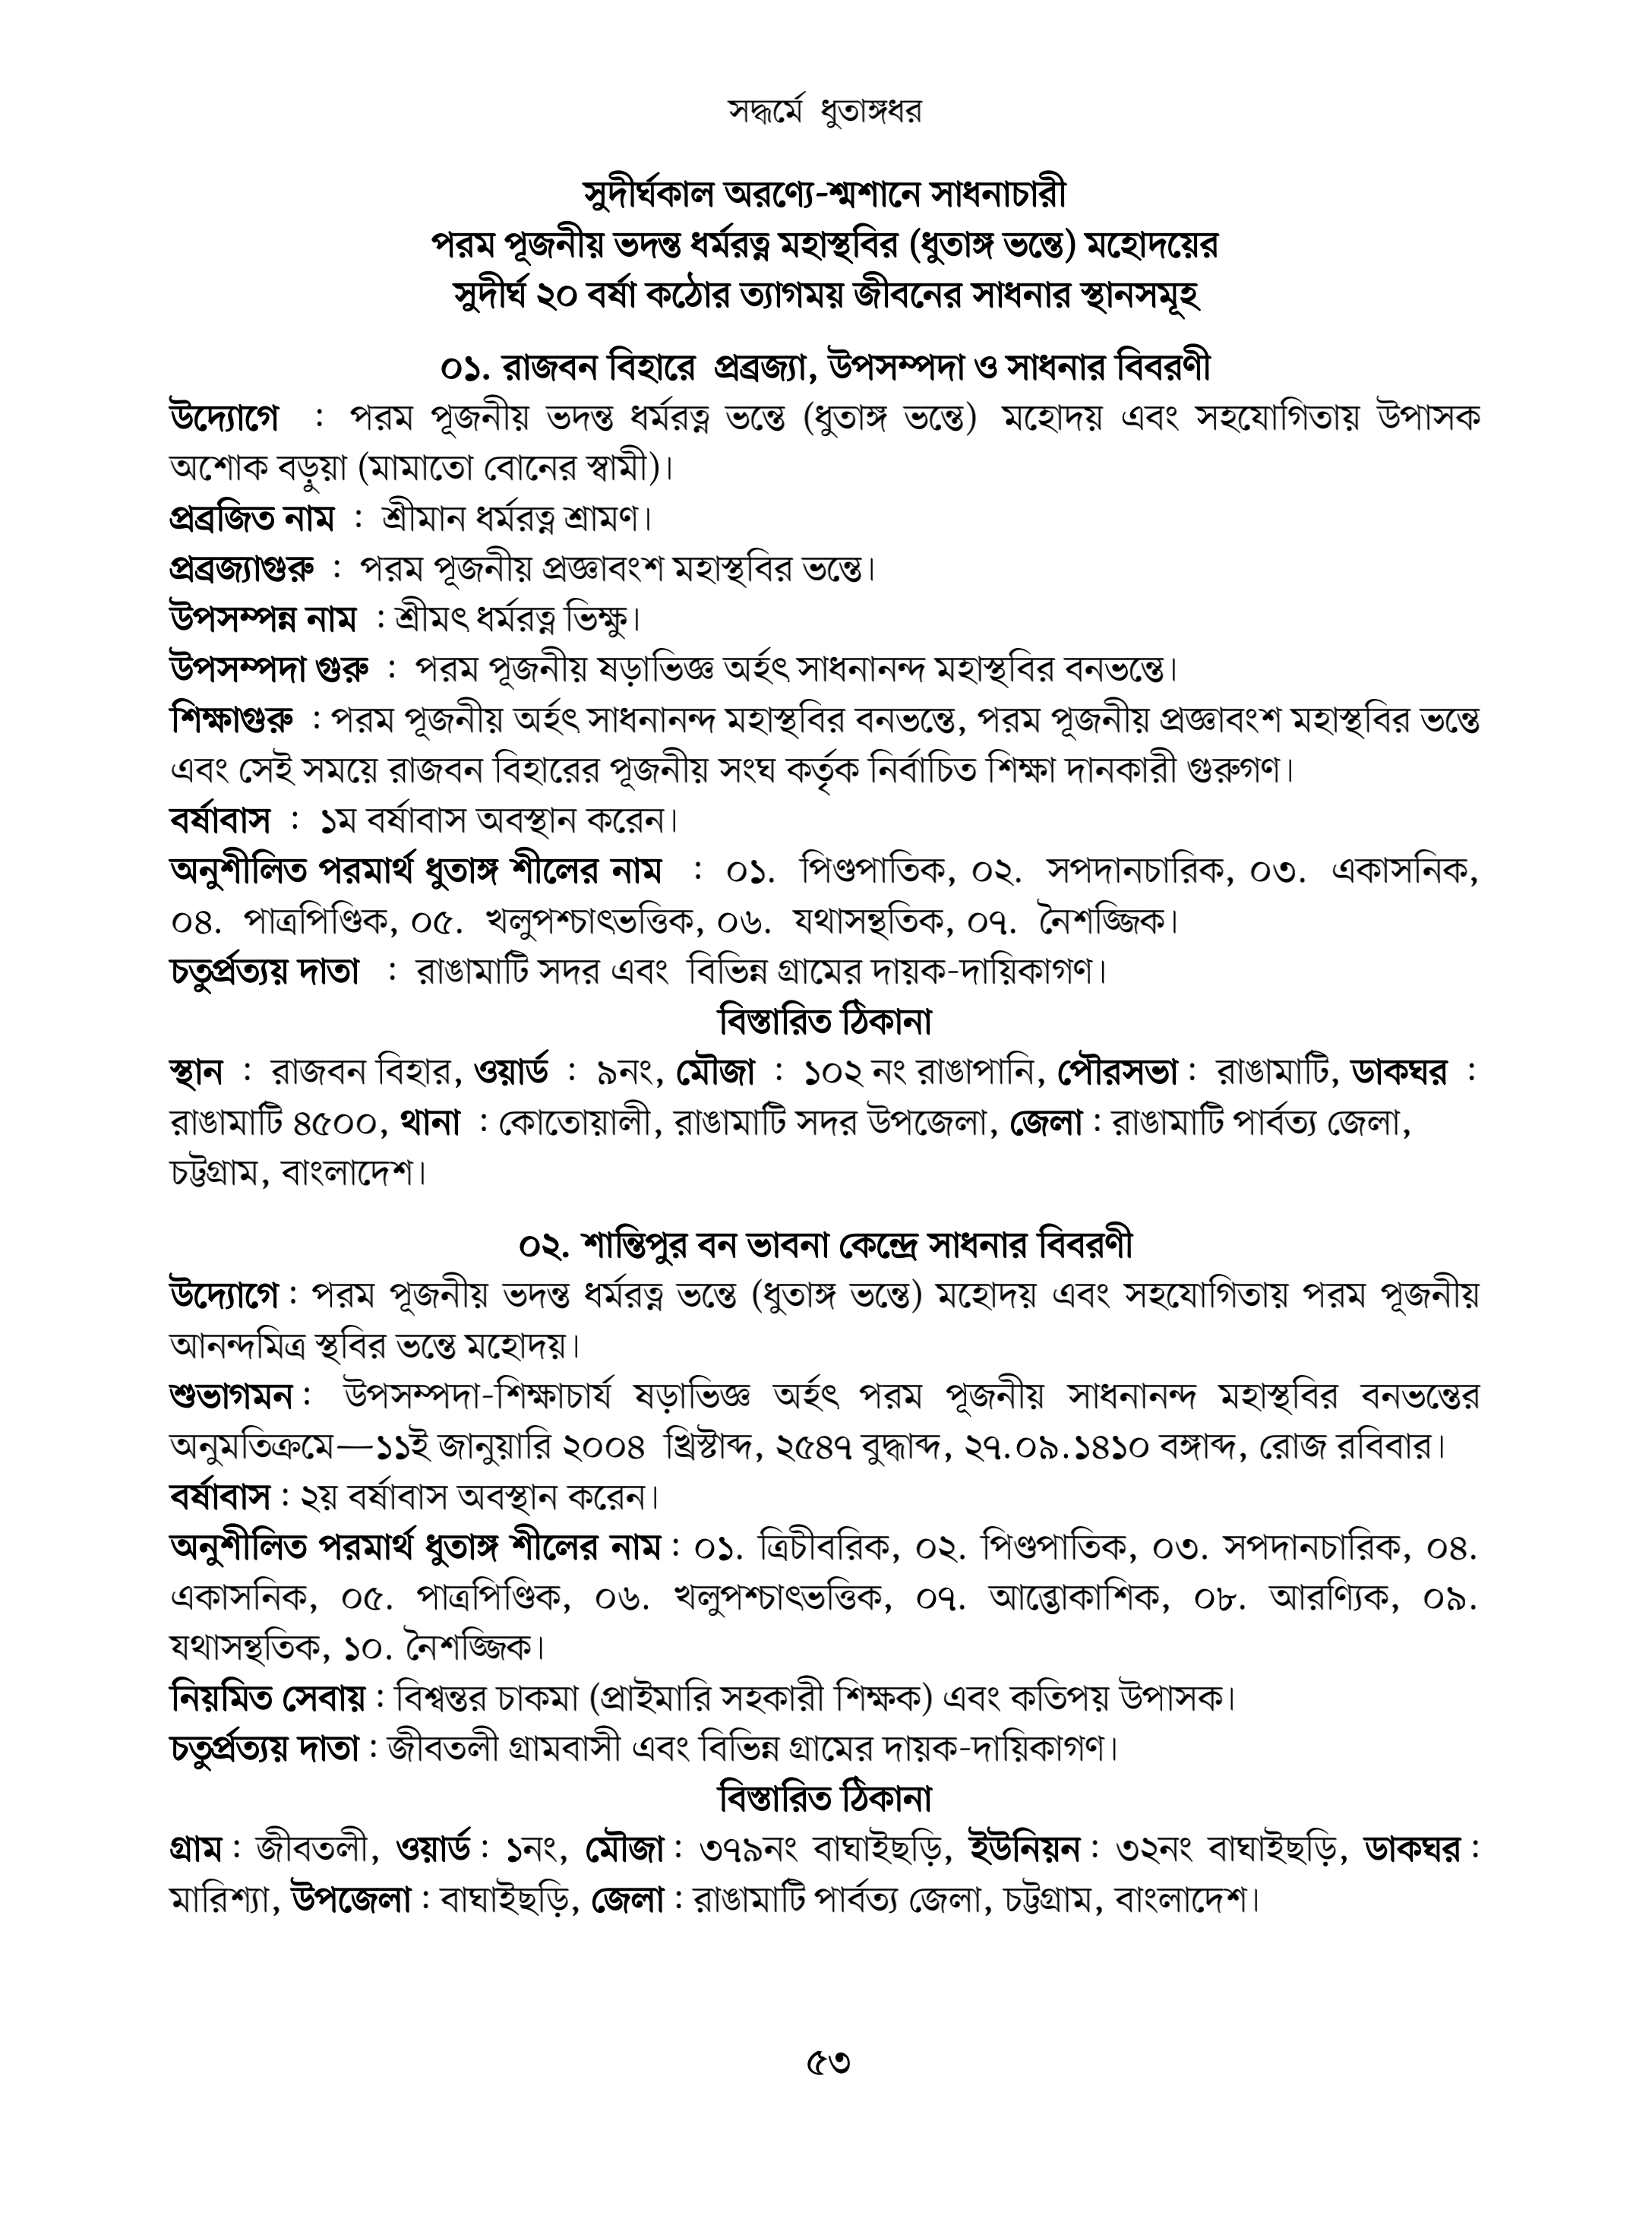 সদ্ধর্মে ধুতাঙ্গধর
সুদীর্ঘকাল অরণ্যে-শ্মশানে সাধনাচারী
পরম পূজনীয় ভদন্ত ধর্মরত্ন মহাস্থবির (ধুতাঙ্গ ভন্তে) মহোদয়ের
সুদীর্ঘ ২০ বর্ষা কঠোর ত্যাগময় জীবনের সাধনার স্থানসমূহ
০১. রাজবন বিহারে প্রব্রজ্যা, উপসম্পদা ও সাধনার বিবরণী
উদ্যোগে : পরম পূজনীয় ভদন্ত ধর্মরত্ন ভন্তে (ধুতাঙ্গ ভন্তে) মহোদয় এবং সহযোগিতায় উপাসক
অশোক বড়ুয়া (মামাতো বোনের স্বামী)।
প্রব্রজিত নাম : শ্রীমান ধর্মরত্ন শ্রামণ।
প্রব্রজ্যাগুরু : পরম পূজনীয় প্রজ্ঞাবংশ মহাস্থবির ভন্তে।
উপসম্পন্ন নাম : শ্রীমৎ ধর্মরত্ন ভিক্ষু।
উপসম্পদা গুরু : পরম পূজনীয় ষড়াভিজ্ঞ অর্হৎ সাধনানন্দ মহাস্থবির বনভন্তে।
শিক্ষাগুরু : পরম পূজনীয় অর্হৎ সাধনানন্দ মহাস্থবির বনভন্তে, পরম পূজনীয় প্রজ্ঞাবংশ মহাস্থবির ভন্তে
এবং সেই সময়ে রাজবন বিহারের পূজনীয় সংঘ কর্তৃক নির্বাচিত শিক্ষা দানকারী গুরুগণ।
বর্ষাবাস : ১ম বর্ষাবাস অবস্থান করেন।
অনুশীলিত পরমার্থ ধুতাঙ্গ শীলের নাম : ০১. পিণ্ডপাতিক, ০২. সপদানচারিক, ০৩. একাসনিক,
০৪. পাত্রপিণ্ডিক, ০৫. খলুপশ্চাৎভত্তিক, ০৬. যথাসন্থতিক, ০৭. নৈশজ্জিক।
চতুর্প্রত্যয় দাতা : রাঙামাটি সদর এবং বিভিন্ন গ্রামের দায়ক-দায়িকাগণ।
বিস্তারিত ঠিকানা
স্থান : রাজবন বিহার, ওয়ার্ড : ৯নং, মৌজা : ১০২ নং রাঙাপানি, পৌরসভা : রাঙামাটি, ডাকঘর :
রাঙামাটি ৪৫০০, থানা : কোতোয়ালী, রাঙামাটি সদর উপজেলা, জেলা : রাঙামাটি পার্বত্য জেলা,
চট্টগ্রাম, বাংলাদেশ।
০২. শান্তিপুর বন ভাবনা কেন্দ্রে সাধনার বিবরণী
উদ্যোগে : পরম পূজনীয় ভদন্ত ধর্মরত্ন ভন্তে (ধুতাঙ্গ ভন্তে) মহোদয় এবং সহযোগিতায় পরম পূজনীয়
আনন্দমিত্র স্থবির ভন্তে মহোদয়।
শুভাগমন : উপসম্পদা-শিক্ষাচার্য ষড়াভিজ্ঞ অর্হৎ পরম পূজনীয় সাধনানন্দ মহাস্থবির বনভন্তের
অনুমতিক্রমে—১১ই জানুয়ারি ২০০৪ খ্রিস্টাব্দ, ২৫৪৭ বুদ্ধাব্দ, ২৭.০৯.১৪১০ বঙ্গাব্দ, রোজ রবিবার।
বর্ষাবাস : ২য় বর্ষাবাস অবস্থান করেন।
অনুশীলিত পরমার্থ ধুতাঙ্গ শীলের নাম : ০১. ত্রিচীবরিক, ০২. পিণ্ডপাতিক, ০৩. সপদানচারিক, ০৪.
একাসনিক, ০৫. পাত্রপিণ্ডিক, ০৬. খলুপশ্চাৎভত্তিক, ০৭. আব্ভোকাশিক, ০৮. আরণ্যিক, ০৯.
যথাসন্থতিক, ১০. নৈশজ্জিক।
নিয়মিত সেবায় : বিশ্বন্তর চাকমা (প্রাইমারি সহকারী শিক্ষক) এবং কতিপয় উপাসক।
চতুর্প্রত্যয় দাতা : জীবতলী গ্রামবাসী এবং বিভিন্ন গ্রামের দায়ক-দায়িকাগণ।
বিস্তারিত ঠিকানা
গ্রাম : জীবতলী, ওয়ার্ড : ১নং, মৌজা : ৩৭৯নং বাঘাইছড়ি, ইউনিয়ন : ৩২নং বাঘাইছড়ি, ডাকঘর :
মারিশ্যা, উপজেলা : বাঘাইছড়ি, জেলা : রাঙামাটি পার্বত্য জেলা, চট্টগ্রাম, বাংলাদেশ।
৫৩